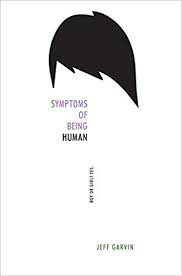 SYMPTOMS
OF
BEING
HUMAN
BOY OR GIRL? YES.
JEFF GARVIN